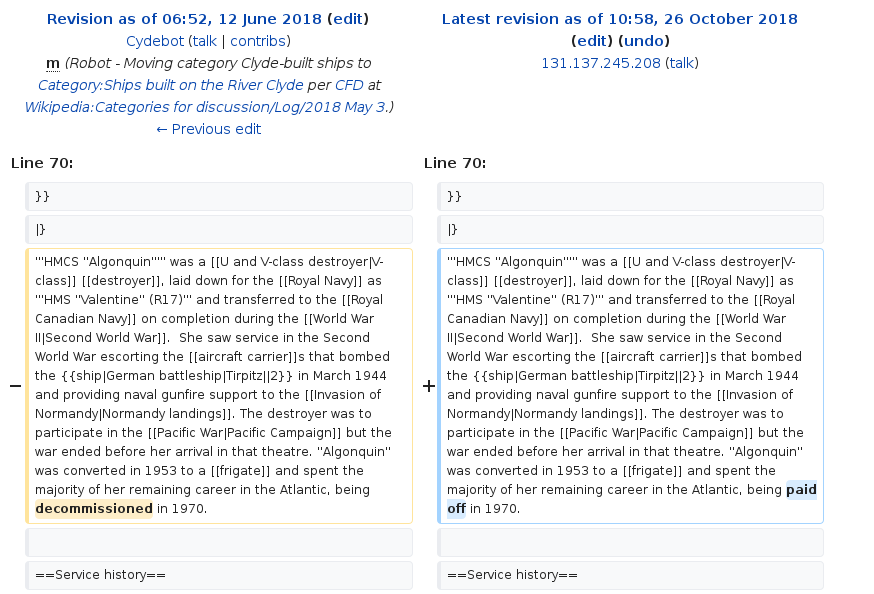 Revision as of 06:52, 12 June 2018 (edit)
Cydebot (talk | contribs)
m (Robot - Moving category Clyde-built ships to
Category:Ships built on the River Clyde per CFD at
Wikipedia:Categories for discussion/Log/2018 May 3.)
← Previous edit
Latest revision as of 10:58, 26 October 2018
(edit) (undo)
131.137.245.208 (talk)
Line 70:
Line 70:
}}
}}
|}
|}
−
'''HMCS ''Algonquin''''' was a [[U and V-class destroyer|V-
class]] [[destroyer]], laid down for the [[Royal Navy]] as
'''HMS ''Valentine'' (R17)''' and transferred to the [[Royal
Canadian Navy]] on completion during the [[World War
II|Second World War]].  She saw service in the Second
World War escorting the [[aircraft carrier]]s that bombed
the {{ship|German battleship|Tirpitz||2}} in March 1944
and providing naval gunfire support to the [[Invasion of
Normandy|Normandy landings]]. The destroyer was to
participate in the [[Pacific War|Pacific Campaign]] but the
war ended before her arrival in that theatre. ''Algonquin''
was converted in 1953 to a [[frigate]] and spent the
majority of her remaining career in the Atlantic, being
decommissioned in 1970.
+
'''HMCS ''Algonquin''''' was a [[U and V-class destroyer|V-
class]] [[destroyer]], laid down for the [[Royal Navy]] as
'''HMS ''Valentine'' (R17)''' and transferred to the [[Royal
Canadian Navy]] on completion during the [[World War
II|Second World War]].  She saw service in the Second
World War escorting the [[aircraft carrier]]s that bombed
the {{ship|German battleship|Tirpitz||2}} in March 1944
and providing naval gunfire support to the [[Invasion of
Normandy|Normandy landings]]. The destroyer was to
participate in the [[Pacific War|Pacific Campaign]] but the
war ended before her arrival in that theatre. ''Algonquin''
was converted in 1953 to a [[frigate]] and spent the
majority of her remaining career in the Atlantic, being paid
off in 1970.
==Service history==
==Service history==